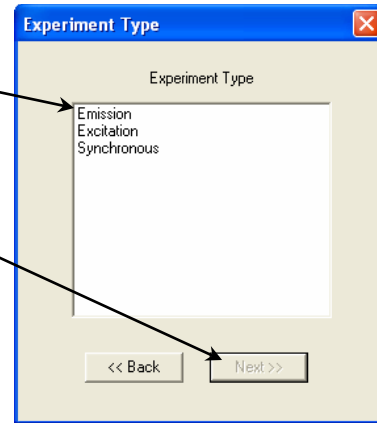 Experiment Type
Experiment Type
Emission
Excitation
Synchronous
<< Back Next >>